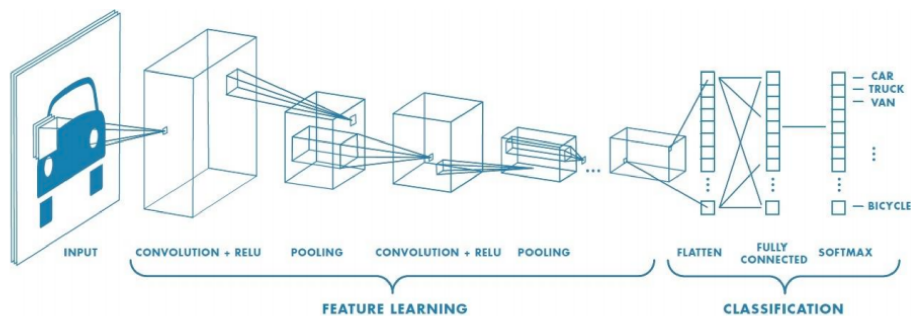 CAR
TRUCK
VAN
BICYCLE
INPUT
CONVOLUTION + RELU
POOLING
CONVOLUTION + RELU
POOLING
FLATTEN
FULLY
CONNECTED
SOFTMAX
FEATURE LEARNING
CLASSIFICATION